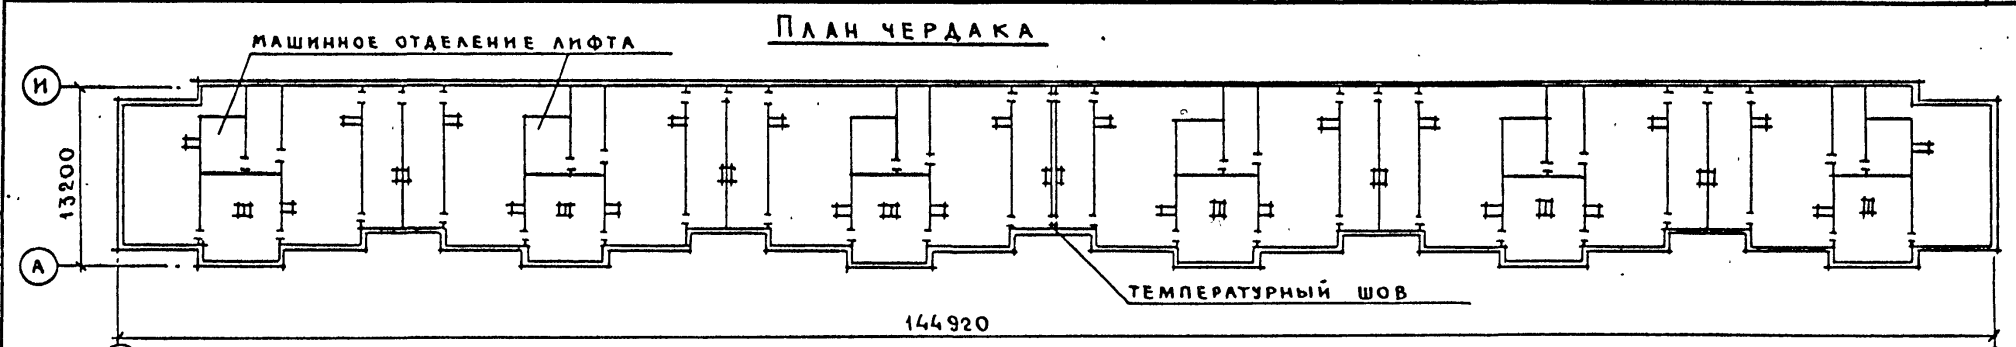 План чердака
машинное отделение лифта
И
13200
А
температурный шов
144920